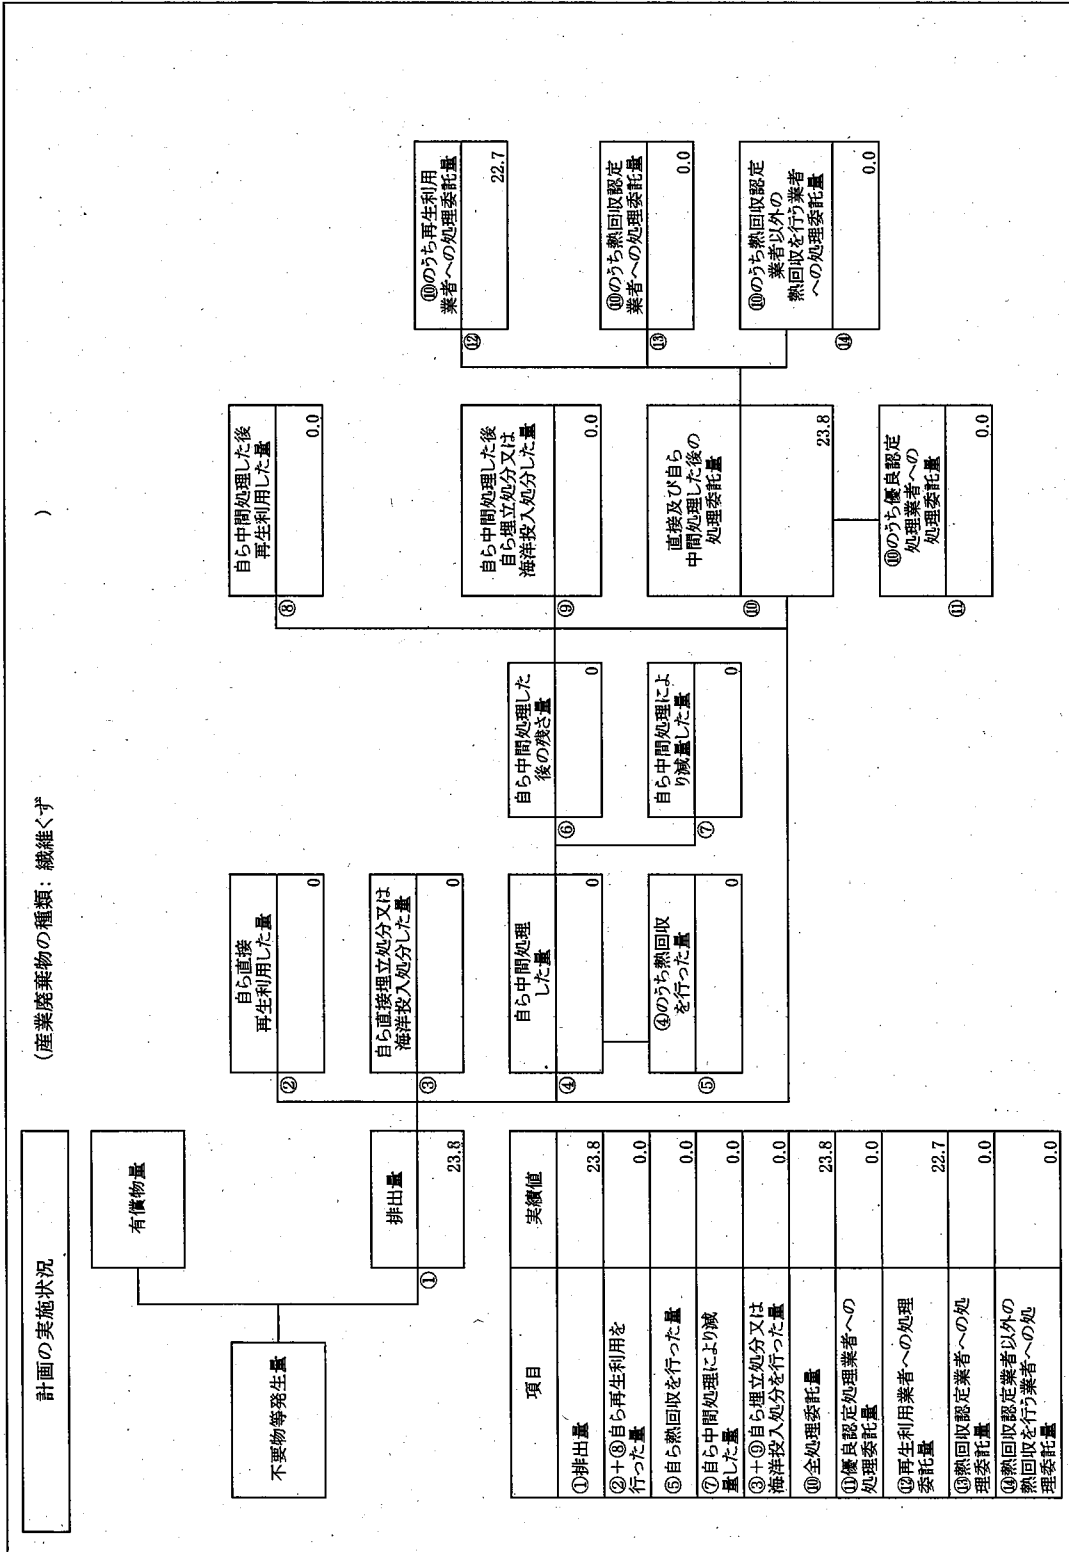 計画の実施状況
(産業廃棄物の種類: 繊維くず
)
不要物等発生量
有償物量
排出量
①
23.8
自ら直接
再生利用した量
②
0
自ら直接埋立処分又は
海洋投入処分した量
③
0
自ら中間処理
した量
④
0
④のうち熱回収
を行った量
⑤
0
自ら中間処理した
後の残さ量
⑥
0
自ら中間処理によ
り減量した量
⑦
0
自ら中間処理した後
再生利用した量
⑧
0.0
自ら中間処理した後
自ら埋立処分又は
海洋投入処分した量
⑨
0.0
直接及び自ら
中間処理した後の
処理委託量
⑩
23.8
⑩のうち優良認定
処理業者への
処理委託量
⑪
0.0
⑩のうち再生利用
業者への処理委託量
⑫
22.7
⑩のうち熱回収認定
業者への処理委託量
⑬
0.0
⑩のうち熱回収認定
業者以外の
熱回収を行う業者
への処理委託量
⑭
0.0
項目 実績値
①排出量 23.8
②+⑧自ら再生利用を
行った量 0.0
⑤自ら熱回収を行った量 0.0
⑦自ら中間処理により減
量した量 0.0
③+⑨自ら埋立処分又は
海洋投入処分を行った量 0.0
⑩全処理委託量 23.8
⑪優良認定処理業者への
処理委託量 0.0
⑫再生利用業者への処理
委託量 22.7
⑬熱回収認定業者への処
理委託量 0.0
⑭熱回収認定業者以外の
熱回収を行う業者への処
理委託量 0.0